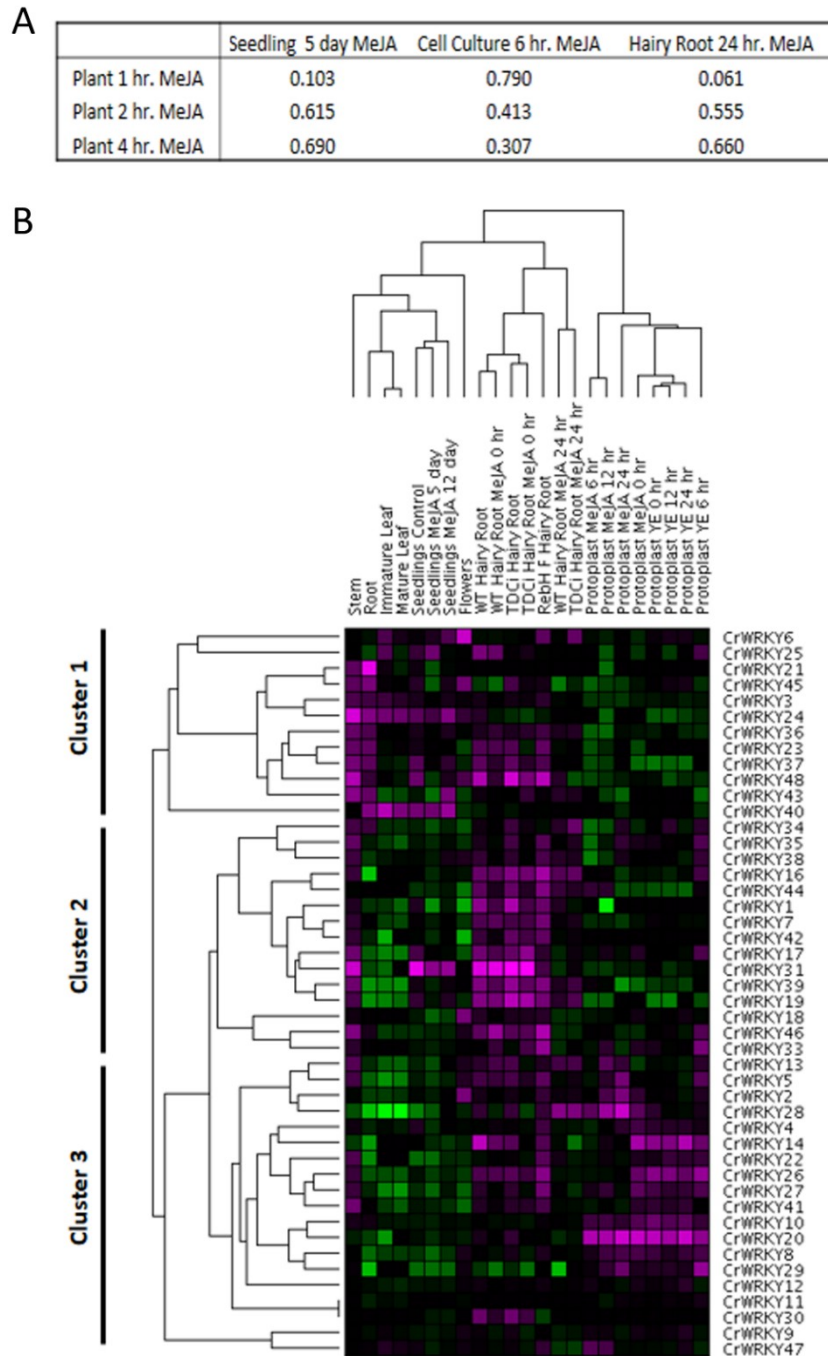 A
Seedling 5 day MeJA Cell Culture 6 hr. MeJA Hairy Root 24 hr. MeJA
Plant 1 hr. MeJA 0.103 0.790 0.061
Plant 2 hr. MeJA 0.615 0.413 0.555
Plant 4 hr. MeJA 0.690 0.307 0.660
B
Stem
Root
Immature Leaf
Mature Leaf
Seedlings Control
Seedlings MeJA 5 day
Seedlings MeJA 12 day
Flowers
WT Hairy Root
WT Hairy Root MeJA 0 hr
TDCi Hairy Root
TDCi Hairy Root MeJA 0 hr
RebH F Hairy Root
WT Hairy Root MeJA 24 hr
TDCi Hairy Root MeJA 24 hr
Protoplast MeJA 6 hr
Protoplast MeJA 12 hr
Protoplast MeJA 24 hr
Protoplast MeJA 0 hr
Protoplast YE 0 hr
Protoplast YE 12 hr
Protoplast YE 24 hr
Protoplast YE 6 hr
Cluster 1
Cluster 2
Cluster 3
CrWRKY6
CrWRKY25
CrWRKY21
CrWRKY45
CrWRKY3
CrWRKY24
CrWRKY36
CrWRKY23
CrWRKY37
CrWRKY48
CrWRKY43
CrWRKY40
CrWRKY34
CrWRKY35
CrWRKY38
CrWRKY16
CrWRKY44
CrWRKY1
CrWRKY7
CrWRKY42
CrWRKY17
CrWRKY31
CrWRKY39
CrWRKY19
CrWRKY18
CrWRKY46
CrWRKY33
CrWRKY13
CrWRKY5
CrWRKY2
CrWRKY28
CrWRKY4
CrWRKY14
CrWRKY22
CrWRKY26
CrWRKY27
CrWRKY41
CrWRKY10
CrWRKY20
CrWRKY8
CrWRKY29
CrWRKY12
CrWRKY11
CrWRKY30
CrWRKY9
CrWRKY47